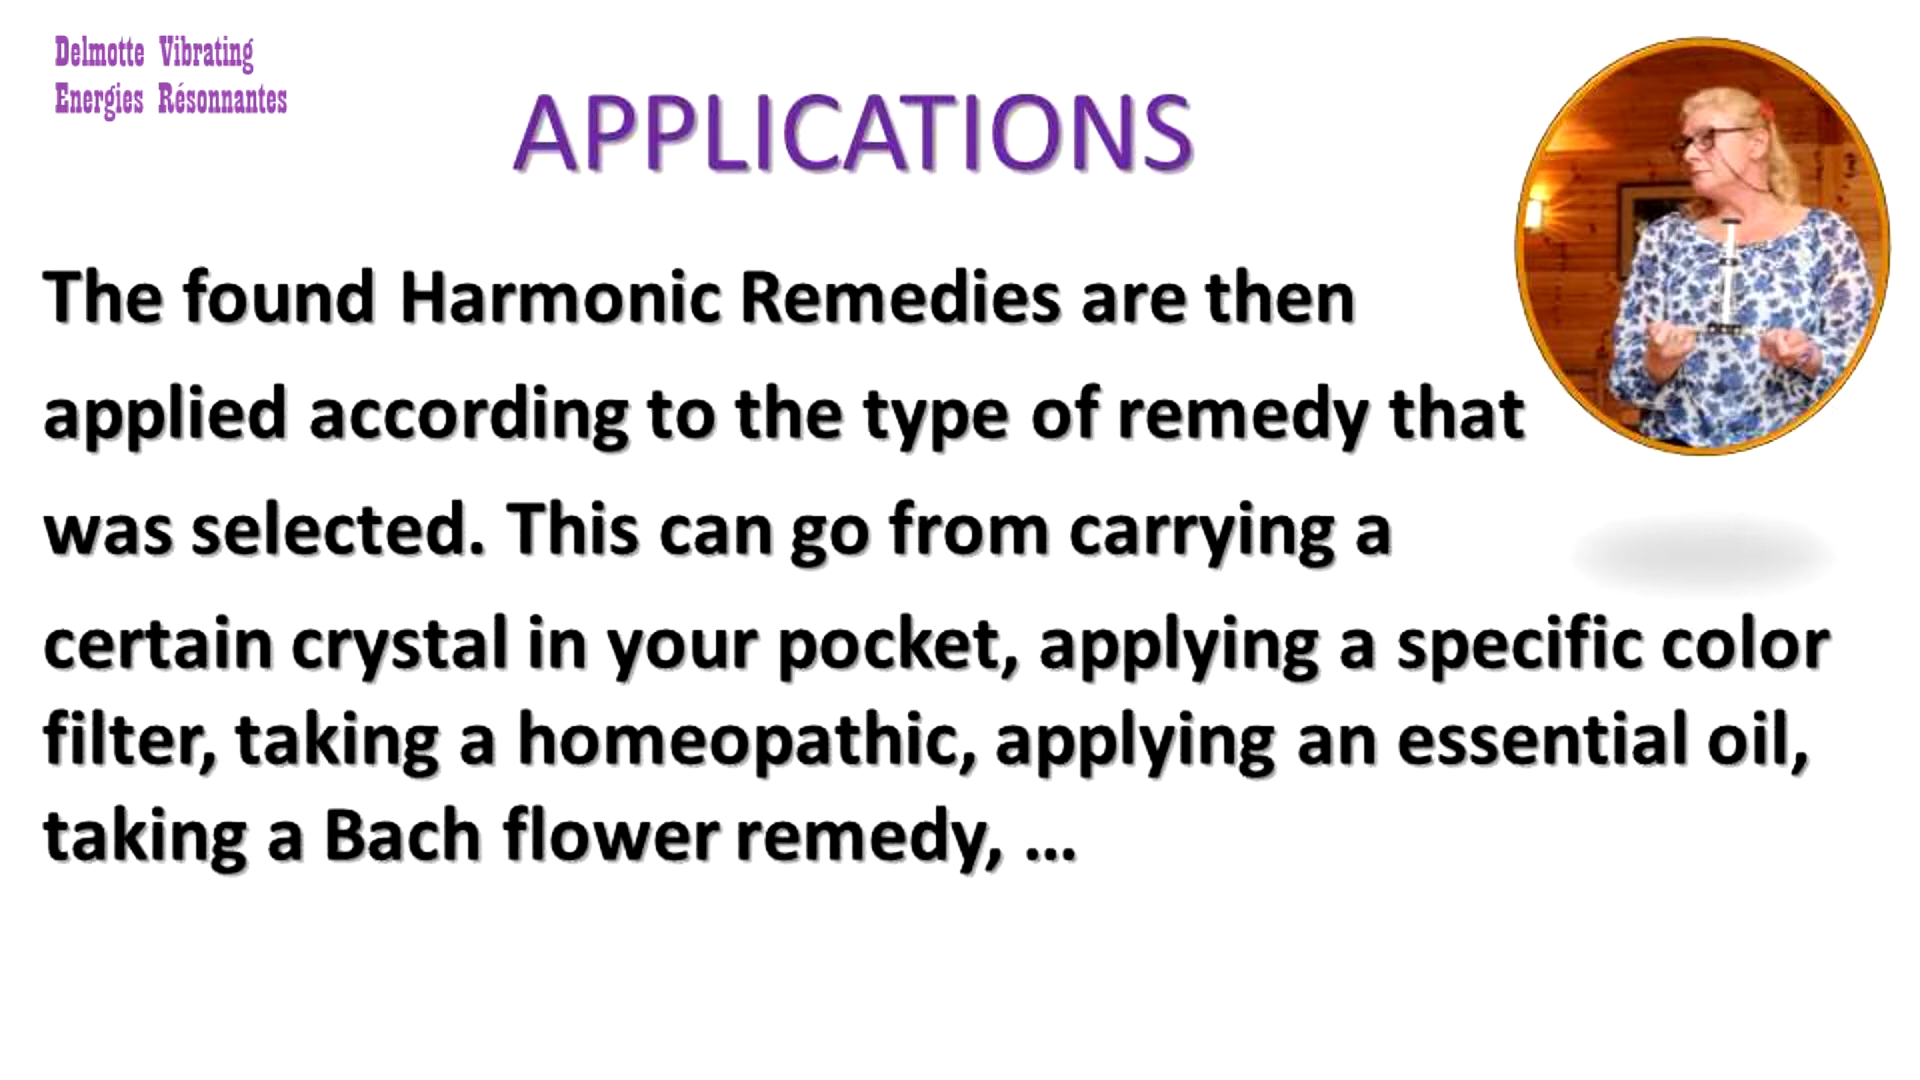 Delmotte Vibrating
Energies Résonnantes
APPLICATIONS
The found Harmonic Remedies are then
applied according to the type of remedy that
was selected. This can go from carrying a
certain crystal in your pocket, applying a specific color
filter, taking a homeopathic, applying an essential oil,
taking a Bach flower remedy, ...